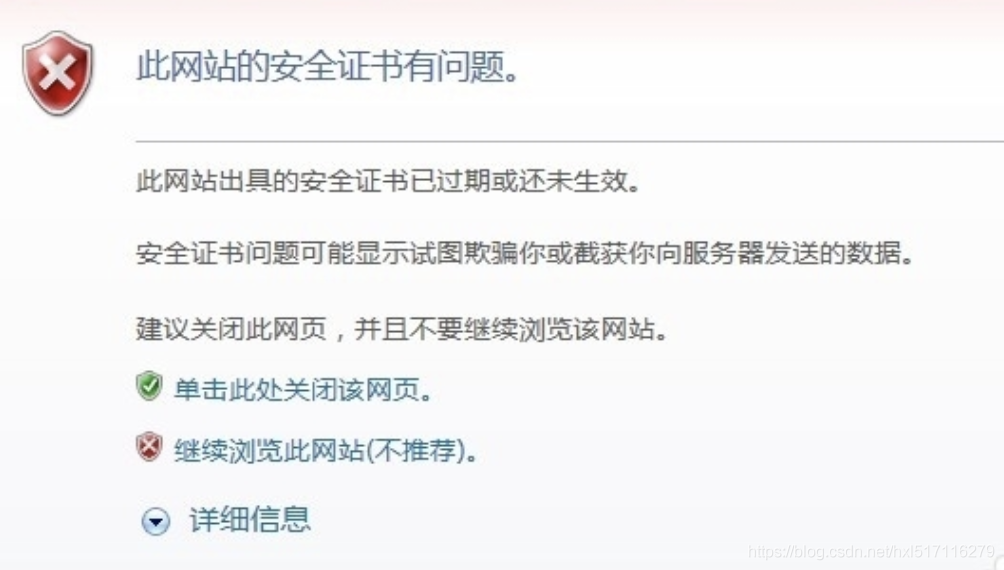 此网站的安全证书有问题。
此网站出具的安全证书已过期或还未生效。
安全证书问题可能显示试图欺骗你或截获你向服务器发送的数据。
建议关闭此网页，并且不要继续浏览该网站。
单击此处关闭该网页。
继续浏览此网站(不推荐)。
详细信息
https://blog.csdn.net/hxl517116279